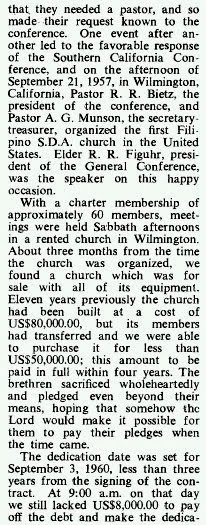 that they needed a pastor, and so
made their request known to the
conference. One event after an-
other led to the favorable response
of the Southern California Con-
ference, and on the afternoon of
September 21, 1957, in Wilmington,
California, Pastor R. R. Bietz, the
president of the conference, and
Pastor A. G. Munson, the secretary-
treasurer, organized the first Fili-
pino S.D.A. church in the United
States. Elder R. R. Figuhr, presi-
dent of the General Conference,
was the speaker on this happy
occasion.
With a charter membership of
approximately 60 members, meet-
ings were held Sabbath afternoons
in a rented church in Wilmington.
About three months from the time
the church was organized, we
found a church which was for
sale with all of its equipment.
Eleven years previously the church
had been built at a cost of
US$80,000.00, but its members
had transferred and we were able
to purchase it for less than
US$50,000.00; this amount to be
paid in full within four years. The
brethren sacrificed wholeheartedly
and pledged even beyond their
means, hoping that somehow the
Lord would make it possible for
them to pay their pledges when
the time came.
The dedication date was set for
September 3, 1960, less than three
years from the signing of the con-
tract. At 9:00 a.m. on that day
we still lacked US$8,000.00 to pay
off the debt and make the dedica-